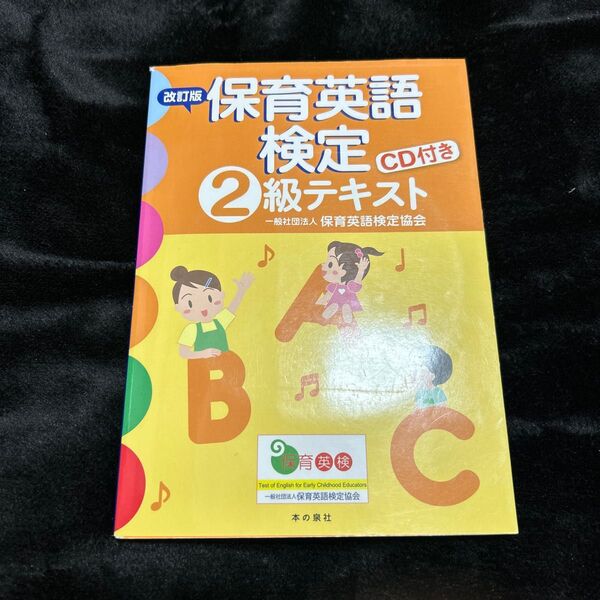 改訂版
保育英語
検定
CD付き
2級テキスト
一般社団法人 保育英語検定協会
A
B
C
保育英検
Test of English for Early Childhood Educators
一般社団法人 保育英語検定協会
本の泉社